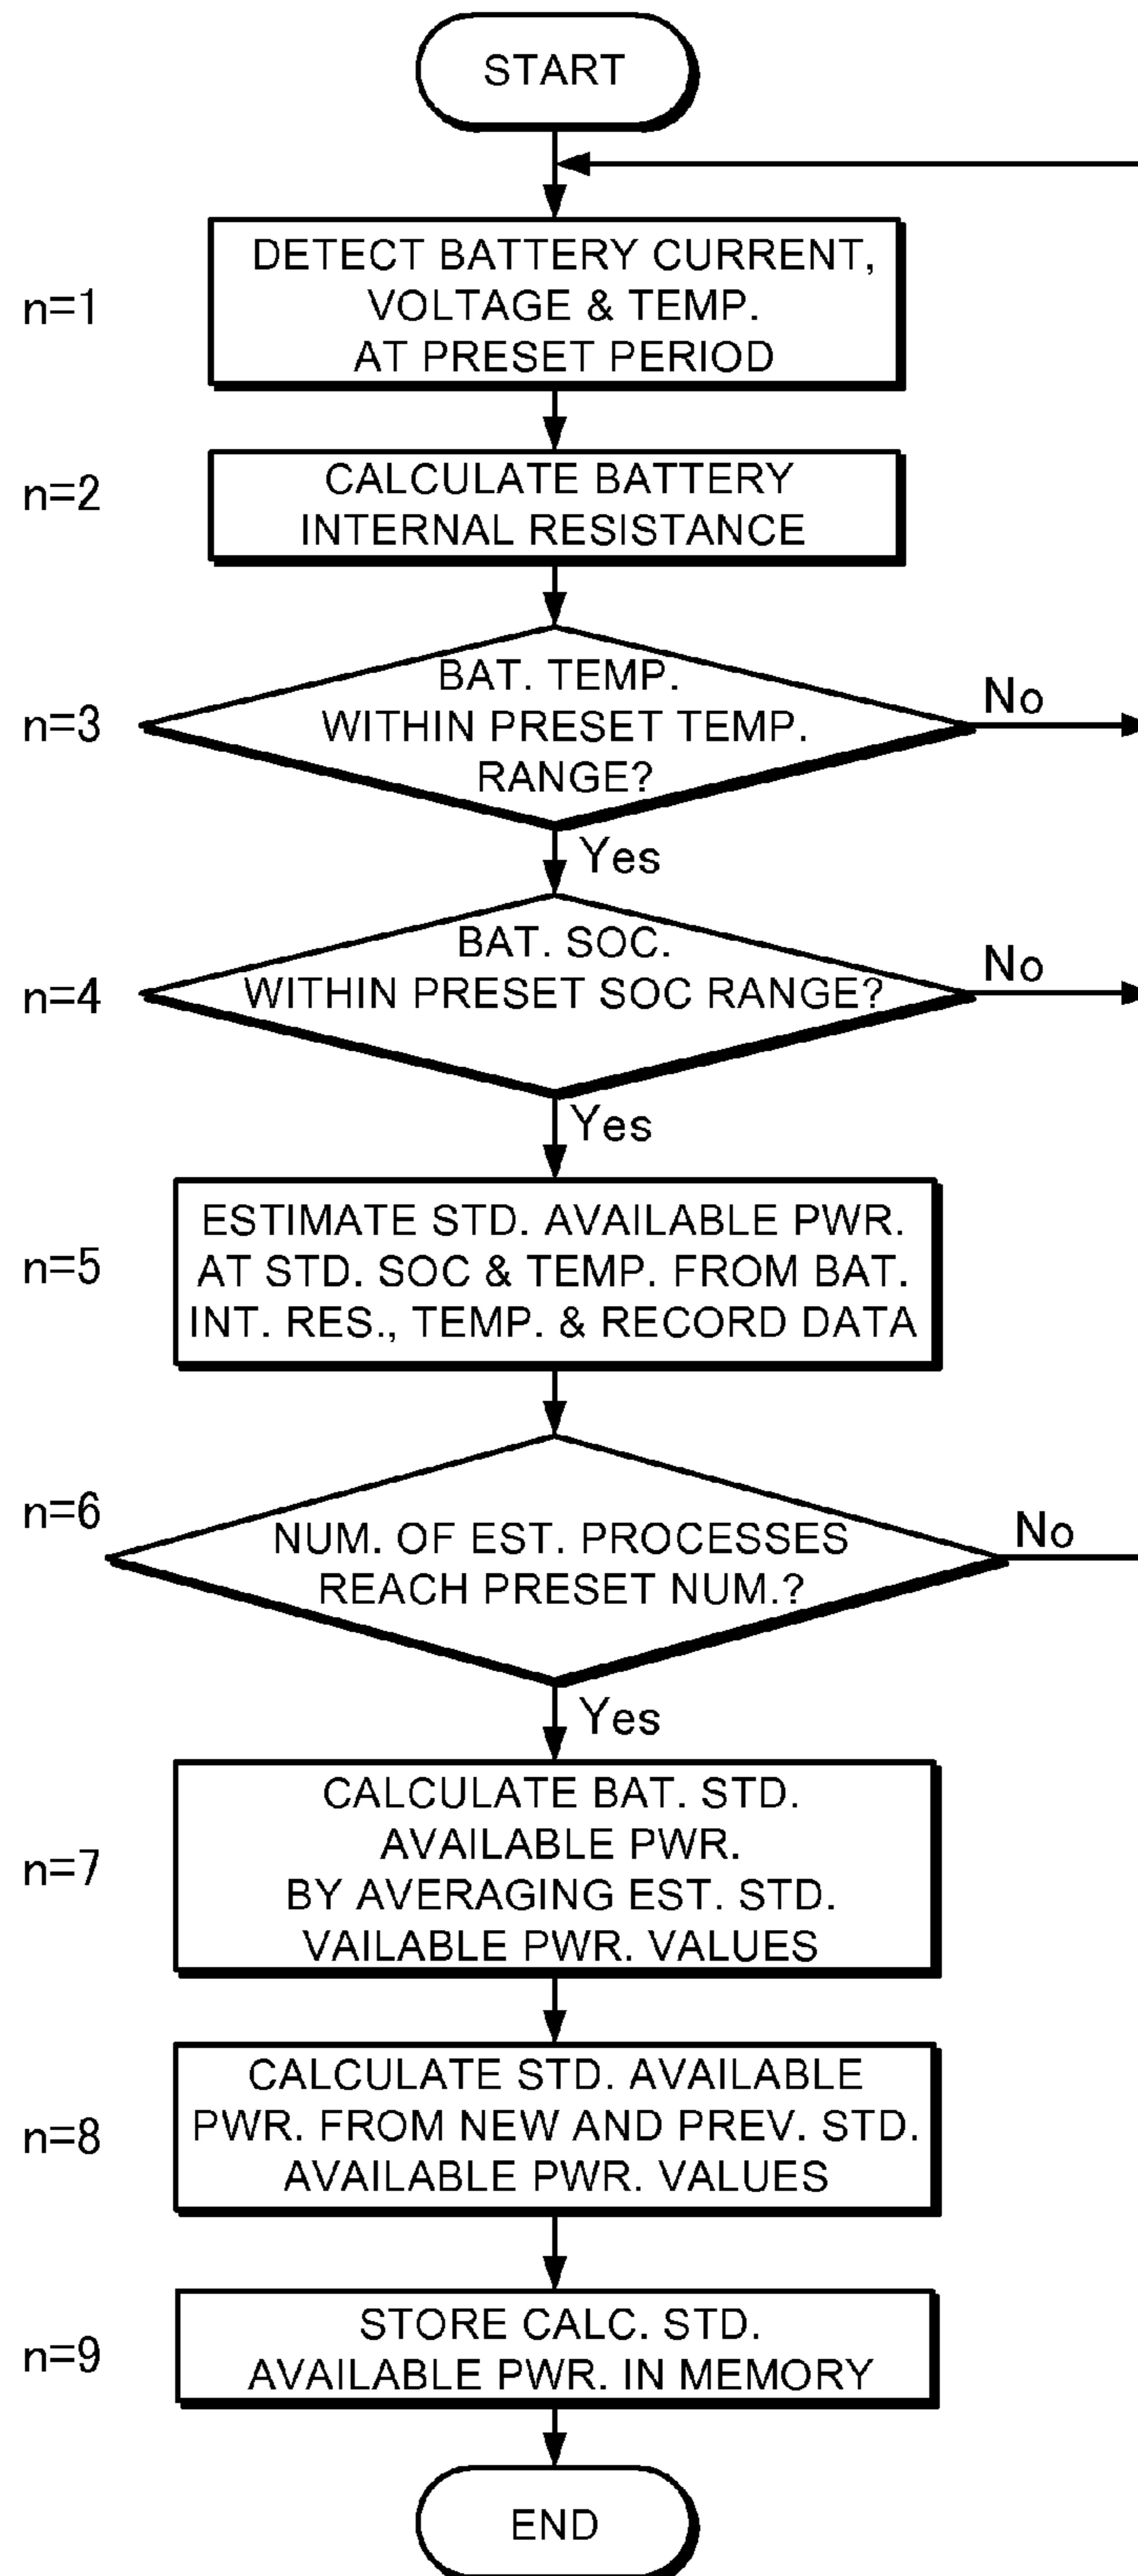 START
n=1
DETECT BATTERY CURRENT,
VOLTAGE & TEMP.
AT PRESET PERIOD
n=2
CALCULATE BATTERY
INTERNAL RESISTANCE
n=3
BAT. TEMP.
WITHIN PRESET TEMP.
RANGE?
No
Yes
n=4
BAT. SOC.
WITHIN PRESET SOC RANGE?
No
Yes
n=5
ESTIMATE STD. AVAILABLE PWR.
AT STD. SOC & TEMP. FROM BAT.
INT. RES., TEMP. & RECORD DATA
n=6
NUM. OF EST. PROCESSES
REACH PRESET NUM.?
No
Yes
n=7
CALCULATE BAT. STD.
AVAILABLE PWR.
BY AVERAGING EST. STD.
VAILABLE PWR. VALUES
n=8
CALCULATE STD. AVAILABLE
PWR. FROM NEW AND PREV. STD.
AVAILABLE PWR. VALUES
n=9
STORE CALC. STD.
AVAILABLE PWR. IN MEMORY
END